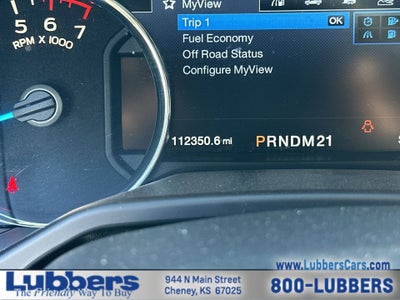 MyView
Trip 1 OK
Fuel Economy
Off Road Status
Configure MyView
5 6 7
RPM X 1000
112350.6 mi
PRNDM21
Lubbers
The Friendly Way To Buy
944 N Main Street
Cheney, KS 67025
www.LubbersCars.com
800-LUBBERS